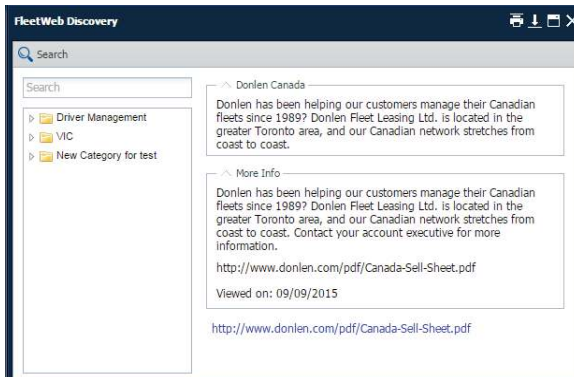 FleetWeb Discovery
Search
Search
Driver Management
VIC
New Category for test
Donlen Canada
Donlen has been helping our customers manage their Canadian
fleets since 1989? Donlen Fleet Leasing Ltd. is located in the
greater Toronto area, and our Canadian network stretches from
coast to coast.
More Info
Donlen has been helping our customers manage their Canadian
fleets since 1989? Donlen Fleet Leasing Ltd. is located in the
greater Toronto area, and our Canadian network stretches from
coast to coast. Contact your account executive for more
information.
http://www.donlen.com/pdf/Canada-Sell-Sheet.pdf
Viewed on: 09/09/2015
http://www.donlen.com/pdf/Canada-Sell-Sheet.pdf